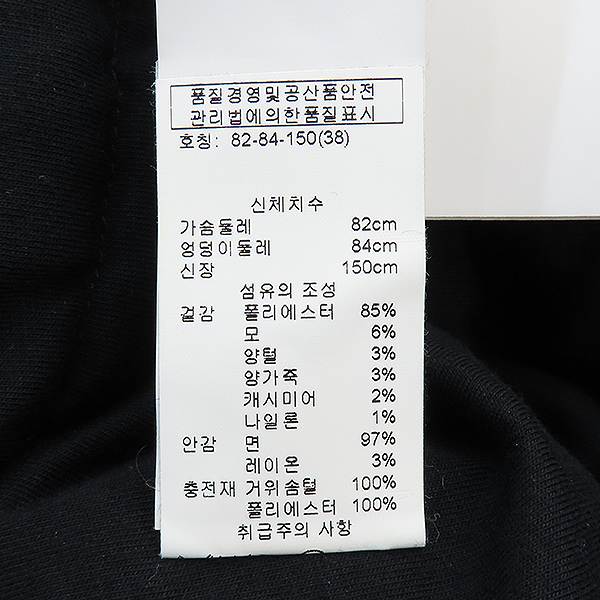 품질경영및공산품안전
관리법에의한품질표시
호칭: 82-84-150(38)
신체치수
가슴둘레 82cm
엉덩이둘레 84cm
신장 150cm
섬유의 조성
겉감 폴리에스터 85%
모 6%
양털 3%
양가죽 3%
캐시미어 2%
나일론 1%
안감 면 97%
레이온 3%
충전재 거위솜털 100%
폴리에스터 100%
취급주의 사항